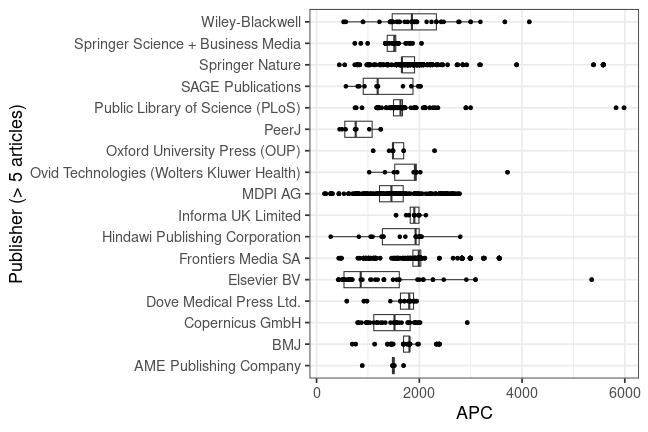 Publisher (> 5 articles)
Wiley-Blackwell
Springer Science + Business Media
Springer Nature
SAGE Publications
Public Library of Science (PLoS)
PeerJ
Oxford University Press (OUP)
Ovid Technologies (Wolters Kluwer Health)
MDPI AG
Informa UK Limited
Hindawi Publishing Corporation
Frontiers Media SA
Elsevier BV
Dove Medical Press Ltd.
Copernicus GmbH
BMJ
AME Publishing Company
0 2000 4000 6000
APC